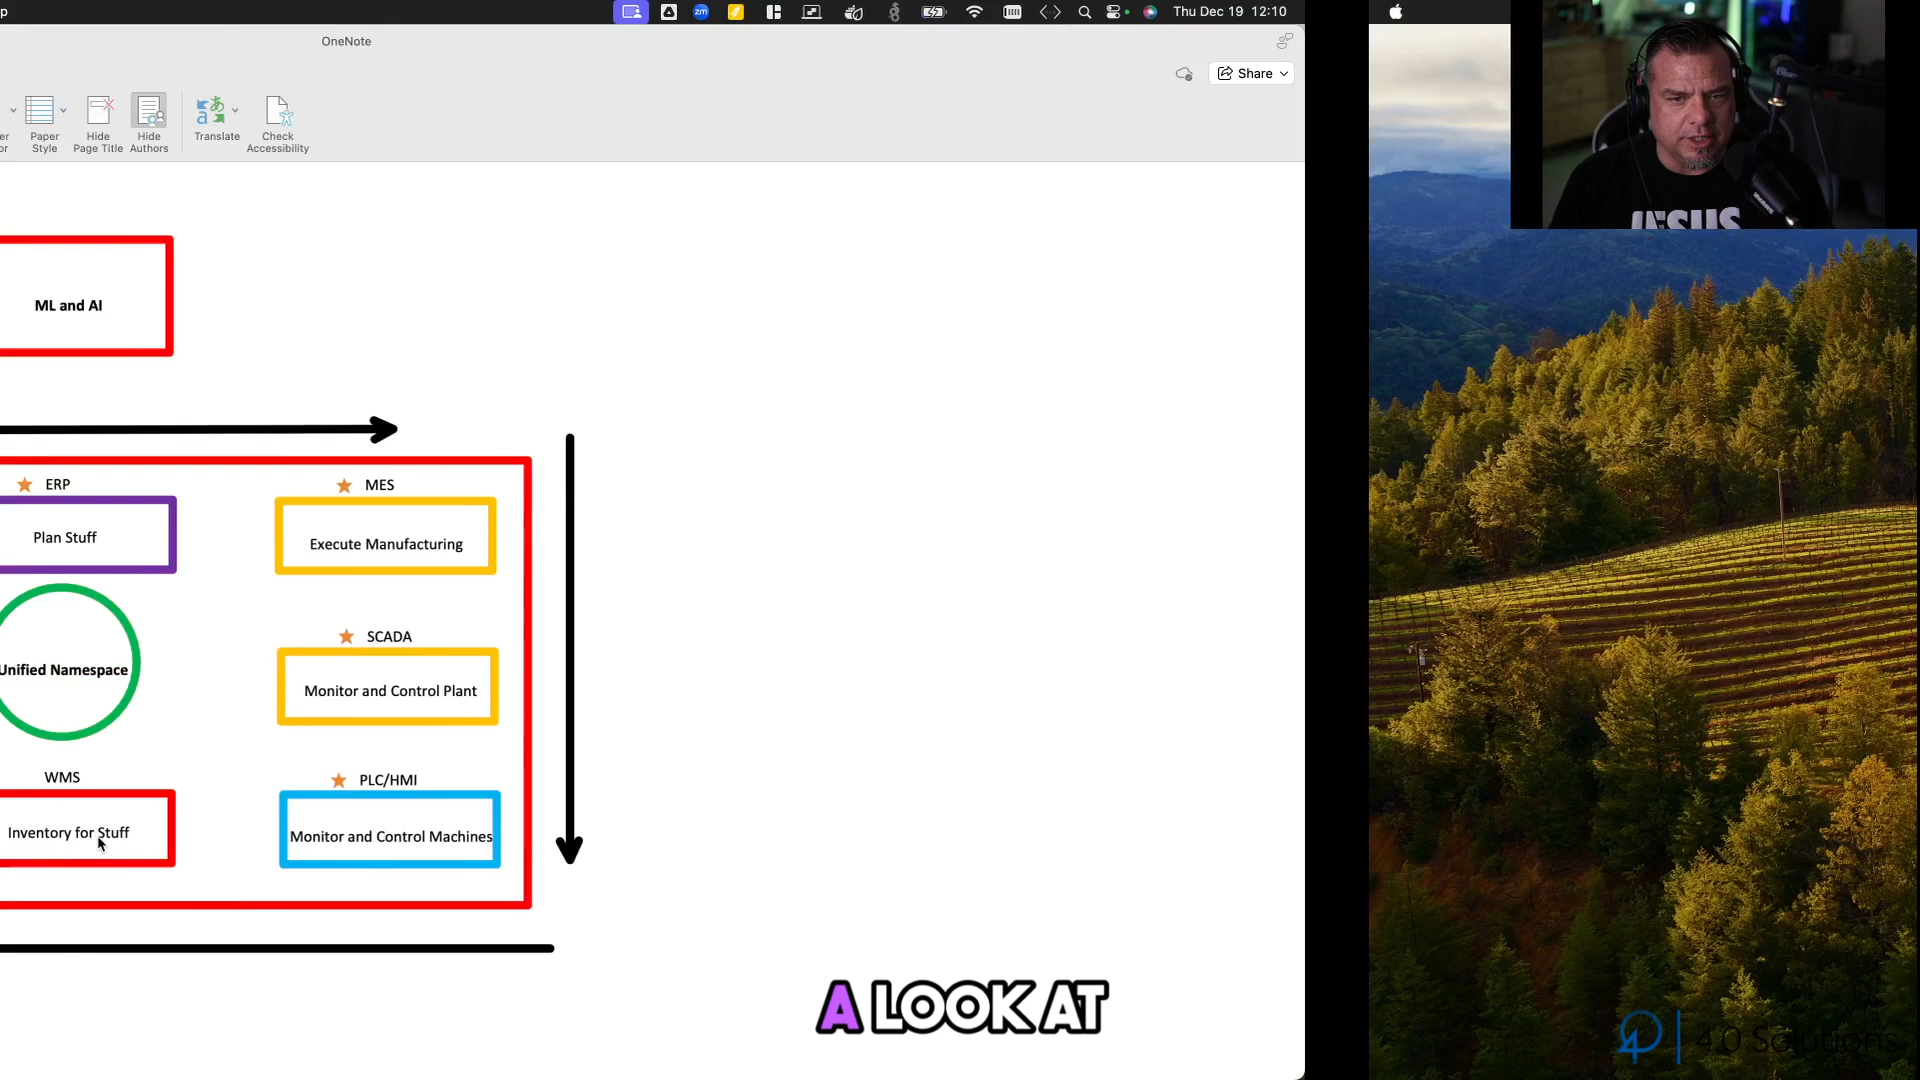 Thu Dec 19 12:10
OneNote
Share
Paper Style
Hide Page Title
Hide Authors
Translate
Check Accessibility
ML and AI
ERP
MES
Plan Stuff
Execute Manufacturing
SCADA
Unified Namespace
Monitor and Control Plant
WMS
PLC/HMI
Inventory for Stuff
Monitor and Control Machines
A LOOK AT
4.0 Solutions
JESUS